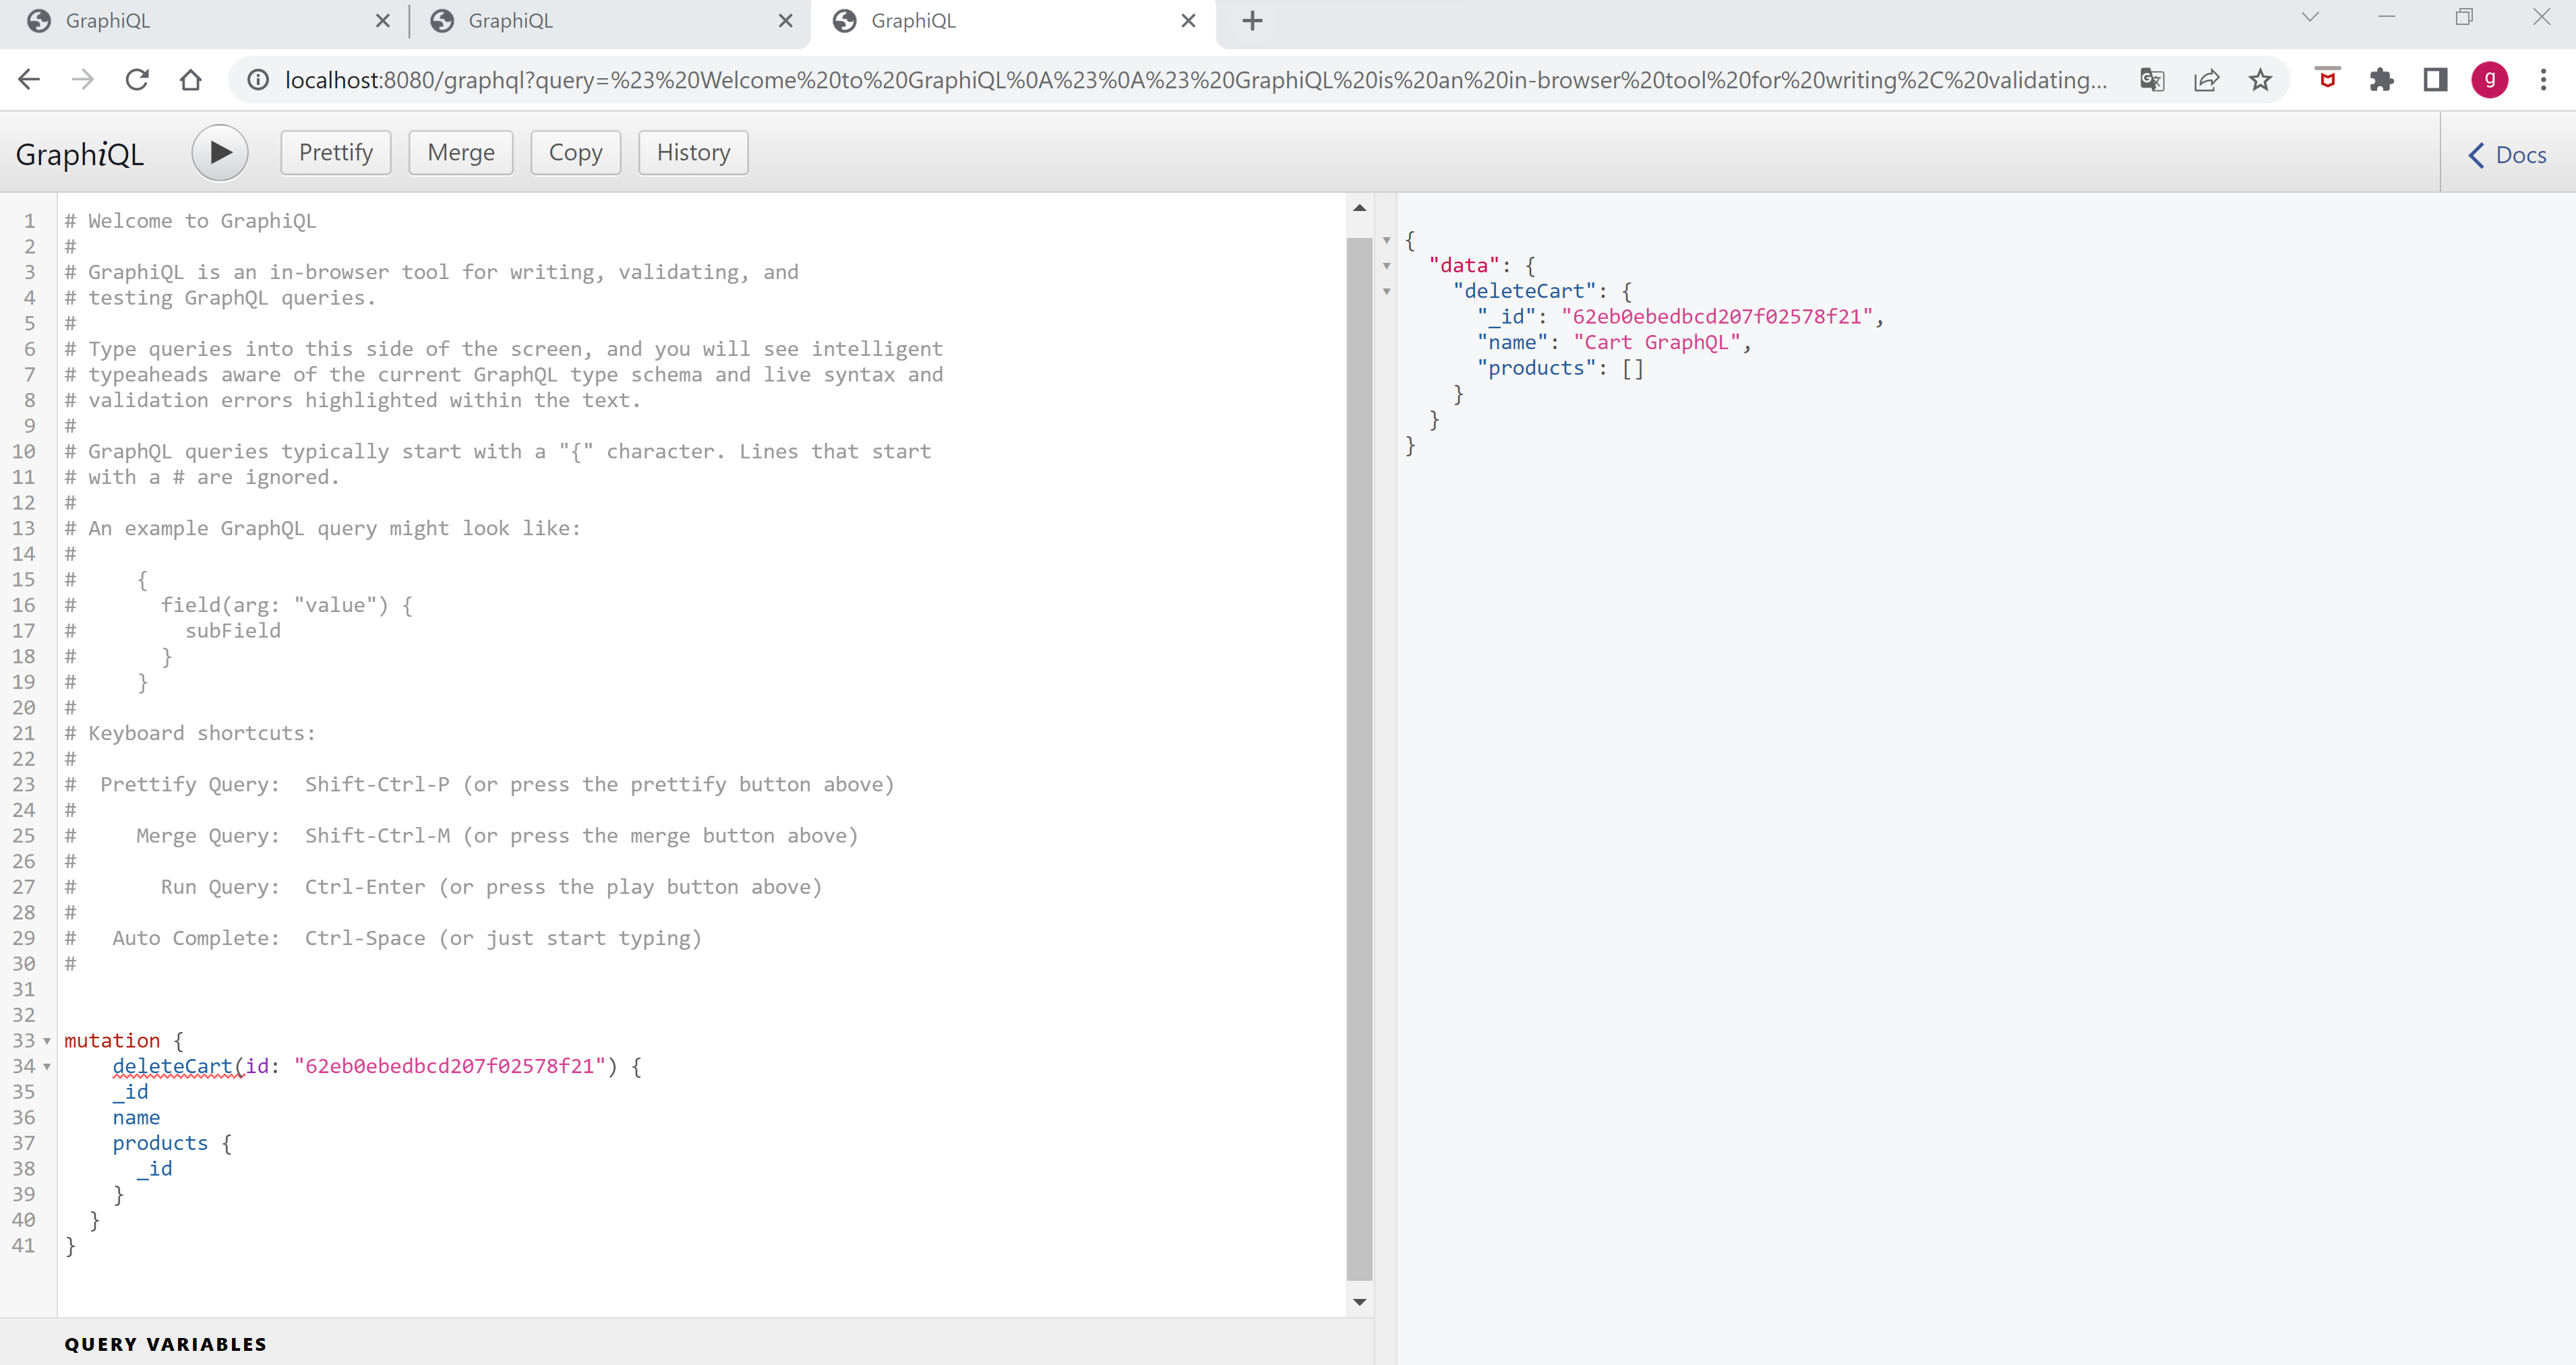 GraphiQL GraphiQL GraphiQL
localhost:8080/graphql?query=%23%20Welcome%20to%20GraphiQL%0A%23%0A%23%20GraphiQL%20is%20an%20in-browser%20tool%20for%20writing%2C%20validating... g
GraphiQL Prettify Merge Copy History Docs
1 # Welcome to GraphiQL
2 #
3 # GraphiQL is an in-browser tool for writing, validating, and
4 # testing GraphQL queries.
5 #
6 # Type queries into this side of the screen, and you will see intelligent
7 # typeaheads aware of the current GraphQL type schema and live syntax and
8 # validation errors highlighted within the text.
9 #
10 # GraphQL queries typically start with a "{" character. Lines that start
11 # with a # are ignored.
12 #
13 # An example GraphQL query might look like:
14 #
15 #     {
16 #       field(arg: "value") {
17 #         subField
18 #       }
19 #     }
20 #
21 # Keyboard shortcuts:
22 #
23 #  Prettify Query:  Shift-Ctrl-P (or press the prettify button above)
24 #
25 #     Merge Query:  Shift-Ctrl-M (or press the merge button above)
26 #
27 #       Run Query:  Ctrl-Enter (or press the play button above)
28 #
29 #   Auto Complete:  Ctrl-Space (or just start typing)
30 #
31
32
33 mutation {
34     deleteCart(id: "62eb0ebedbcd207f02578f21") {
35     _id
36     name
37     products {
38       _id
39     }
40   }
41 }
QUERY VARIABLES
{
  "data": {
    "deleteCart": {
      "_id": "62eb0ebedbcd207f02578f21",
      "name": "Cart GraphQL",
      "products": []
    }
  }
}